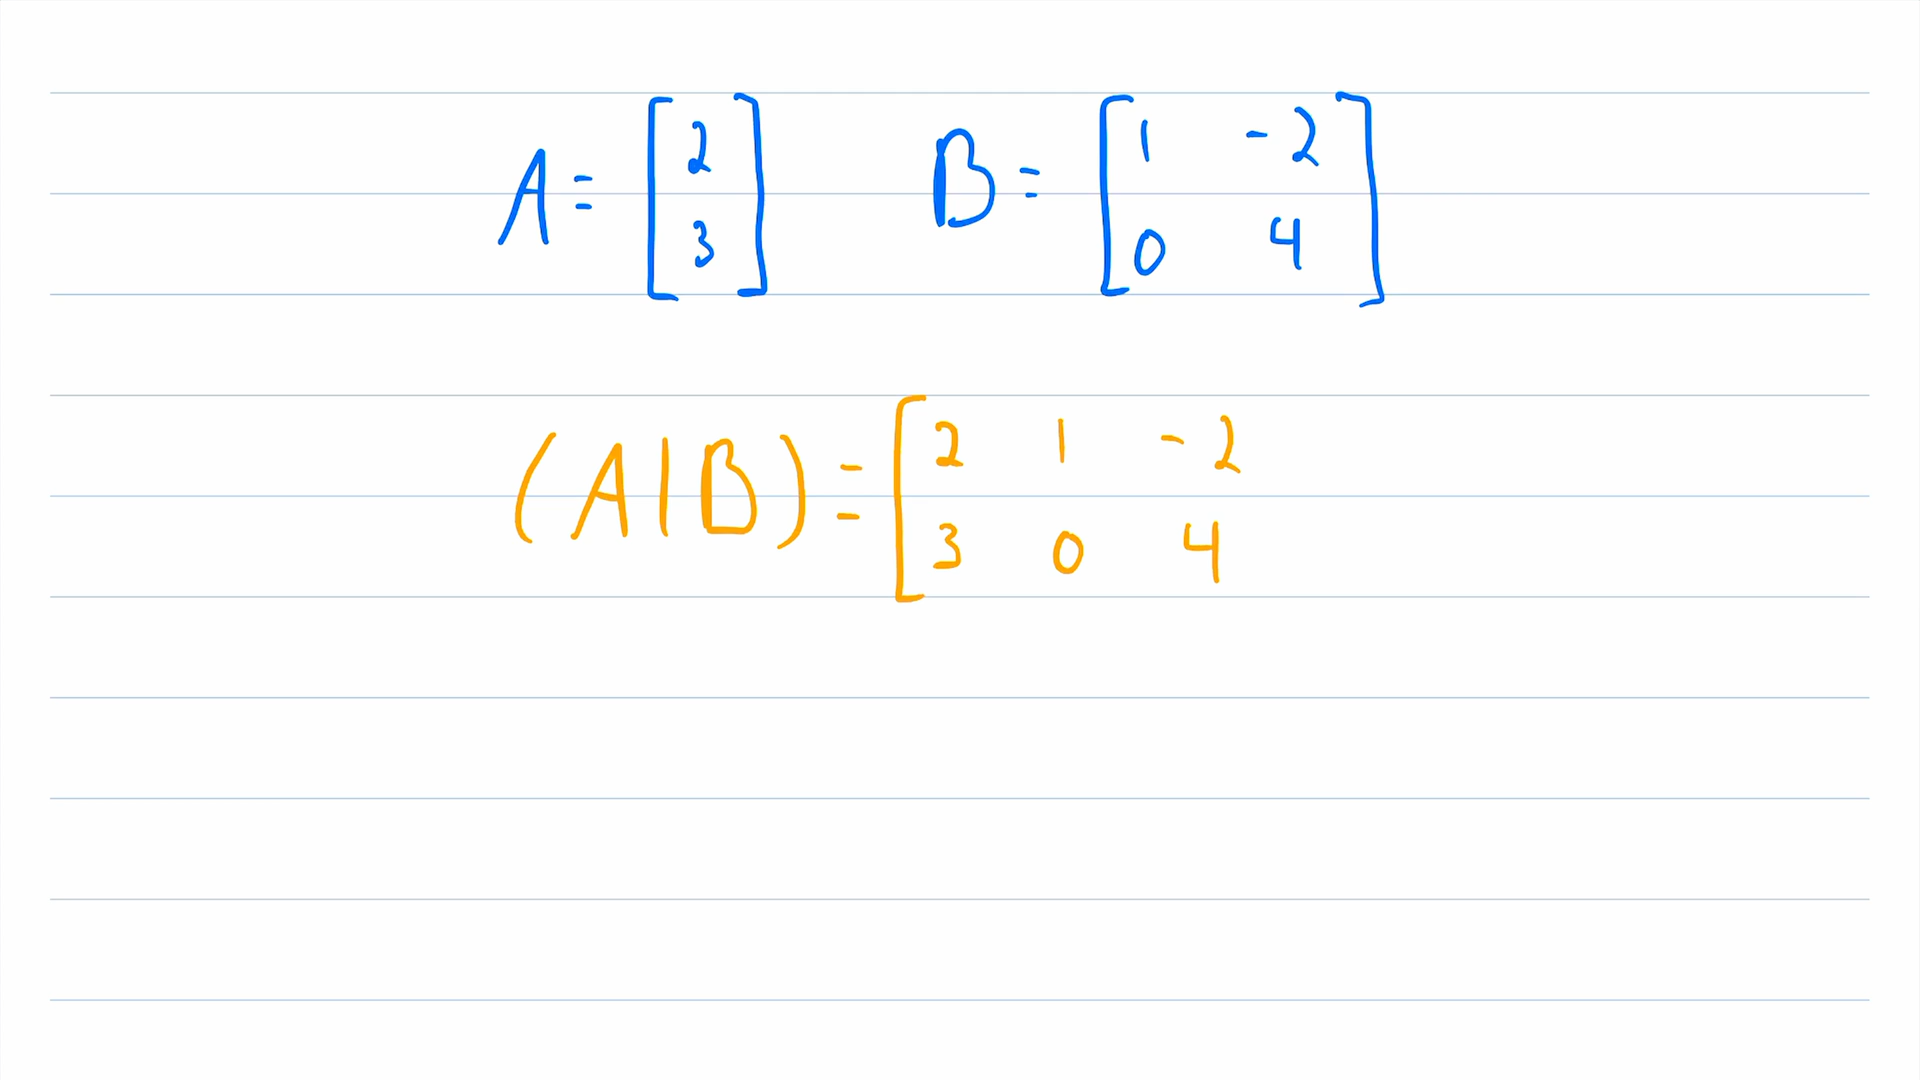 A = [ 2 B = [ 1 -2
3 ] 0 4 ]
(A|B) = [ 2 1 -2
3 0 4